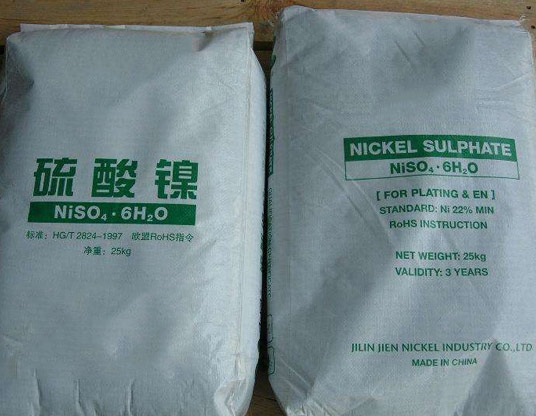 硫酸镍
NiSO₄·6H₂O
标准：HG/T 2824-1997 欧盟RoHS指令
净重：25kg
NICKEL SULPHATE
NiSO₄·6H₂O
[ FOR PLATING & EN ]
STANDARD: Ni 22% MIN
RoHS INSTRUCTION
NET WEIGHT: 25kg
VALIDITY: 3 YEARS
JILIN JIEN NICKEL INDUSTRY CO.,LTD
MADE IN CHINA